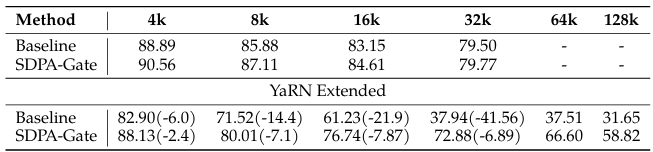 Method 4k 8k 16k 32k 64k 128k
Baseline 88.89 85.88 83.15 79.50 - -
SDPA-Gate 90.56 87.11 84.61 79.77 - -
YaRN Extended
Baseline 82.90(-6.0) 71.52(-14.4) 61.23(-21.9) 37.94(-41.56) 37.51 31.65
SDPA-Gate 88.13(-2.4) 80.01(-7.1) 76.74(-7.87) 72.88(-6.89) 66.60 58.82